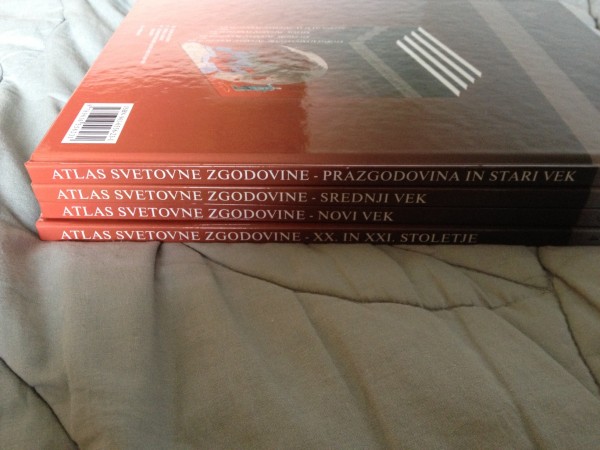 ATLAS SVETOVNE ZGODOVINE - PRAZGODOVINA IN STARI VEK
ATLAS SVETOVNE ZGODOVINE - SREDNJI VEK
ATLAS SVETOVNE ZGODOVINE - NOVI VEK
ATLAS SVETOVNE ZGODOVINE - XX. IN XXI. STOLETJE